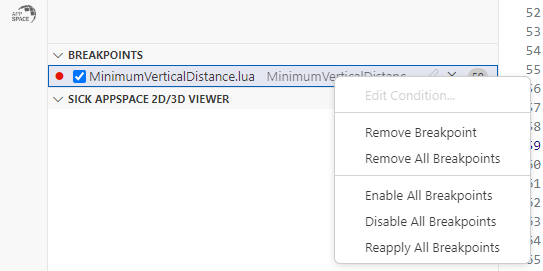 APP
SPACE
BREAKPOINTS
MinimumVerticalDistance.lua MinimumVerticalDistanc
SICK APPSPACE 2D/3D VIEWER
Edit Condition...
Remove Breakpoint
Remove All Breakpoints
Enable All Breakpoints
Disable All Breakpoints
Reapply All Breakpoints
52
53
54
55
56
57
58
59
60
61
62
63
64
65